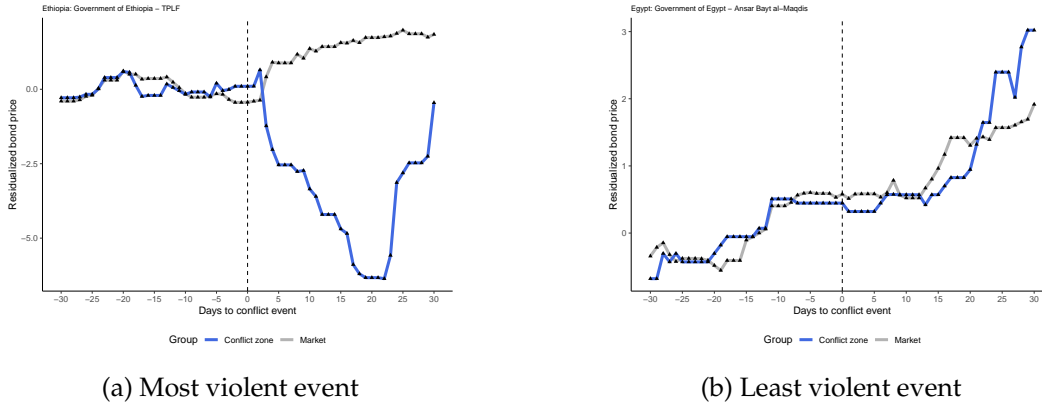 Ethiopia: Government of Ethiopia – TPLF
Residualized bond price
0.0
−2.5
−5.0
−30 −25 −20 −15 −10 −5 0 5 10 15 20 25 30
Days to conflict event
Group Conflict zone Market
(a) Most violent event
Egypt: Government of Egypt – Ansar Bayt al−Maqdis
Residualized bond price
3
2
1
0
−30 −25 −20 −15 −10 −5 0 5 10 15 20 25 30
Days to conflict event
Group Conflict zone Market
(b) Least violent event